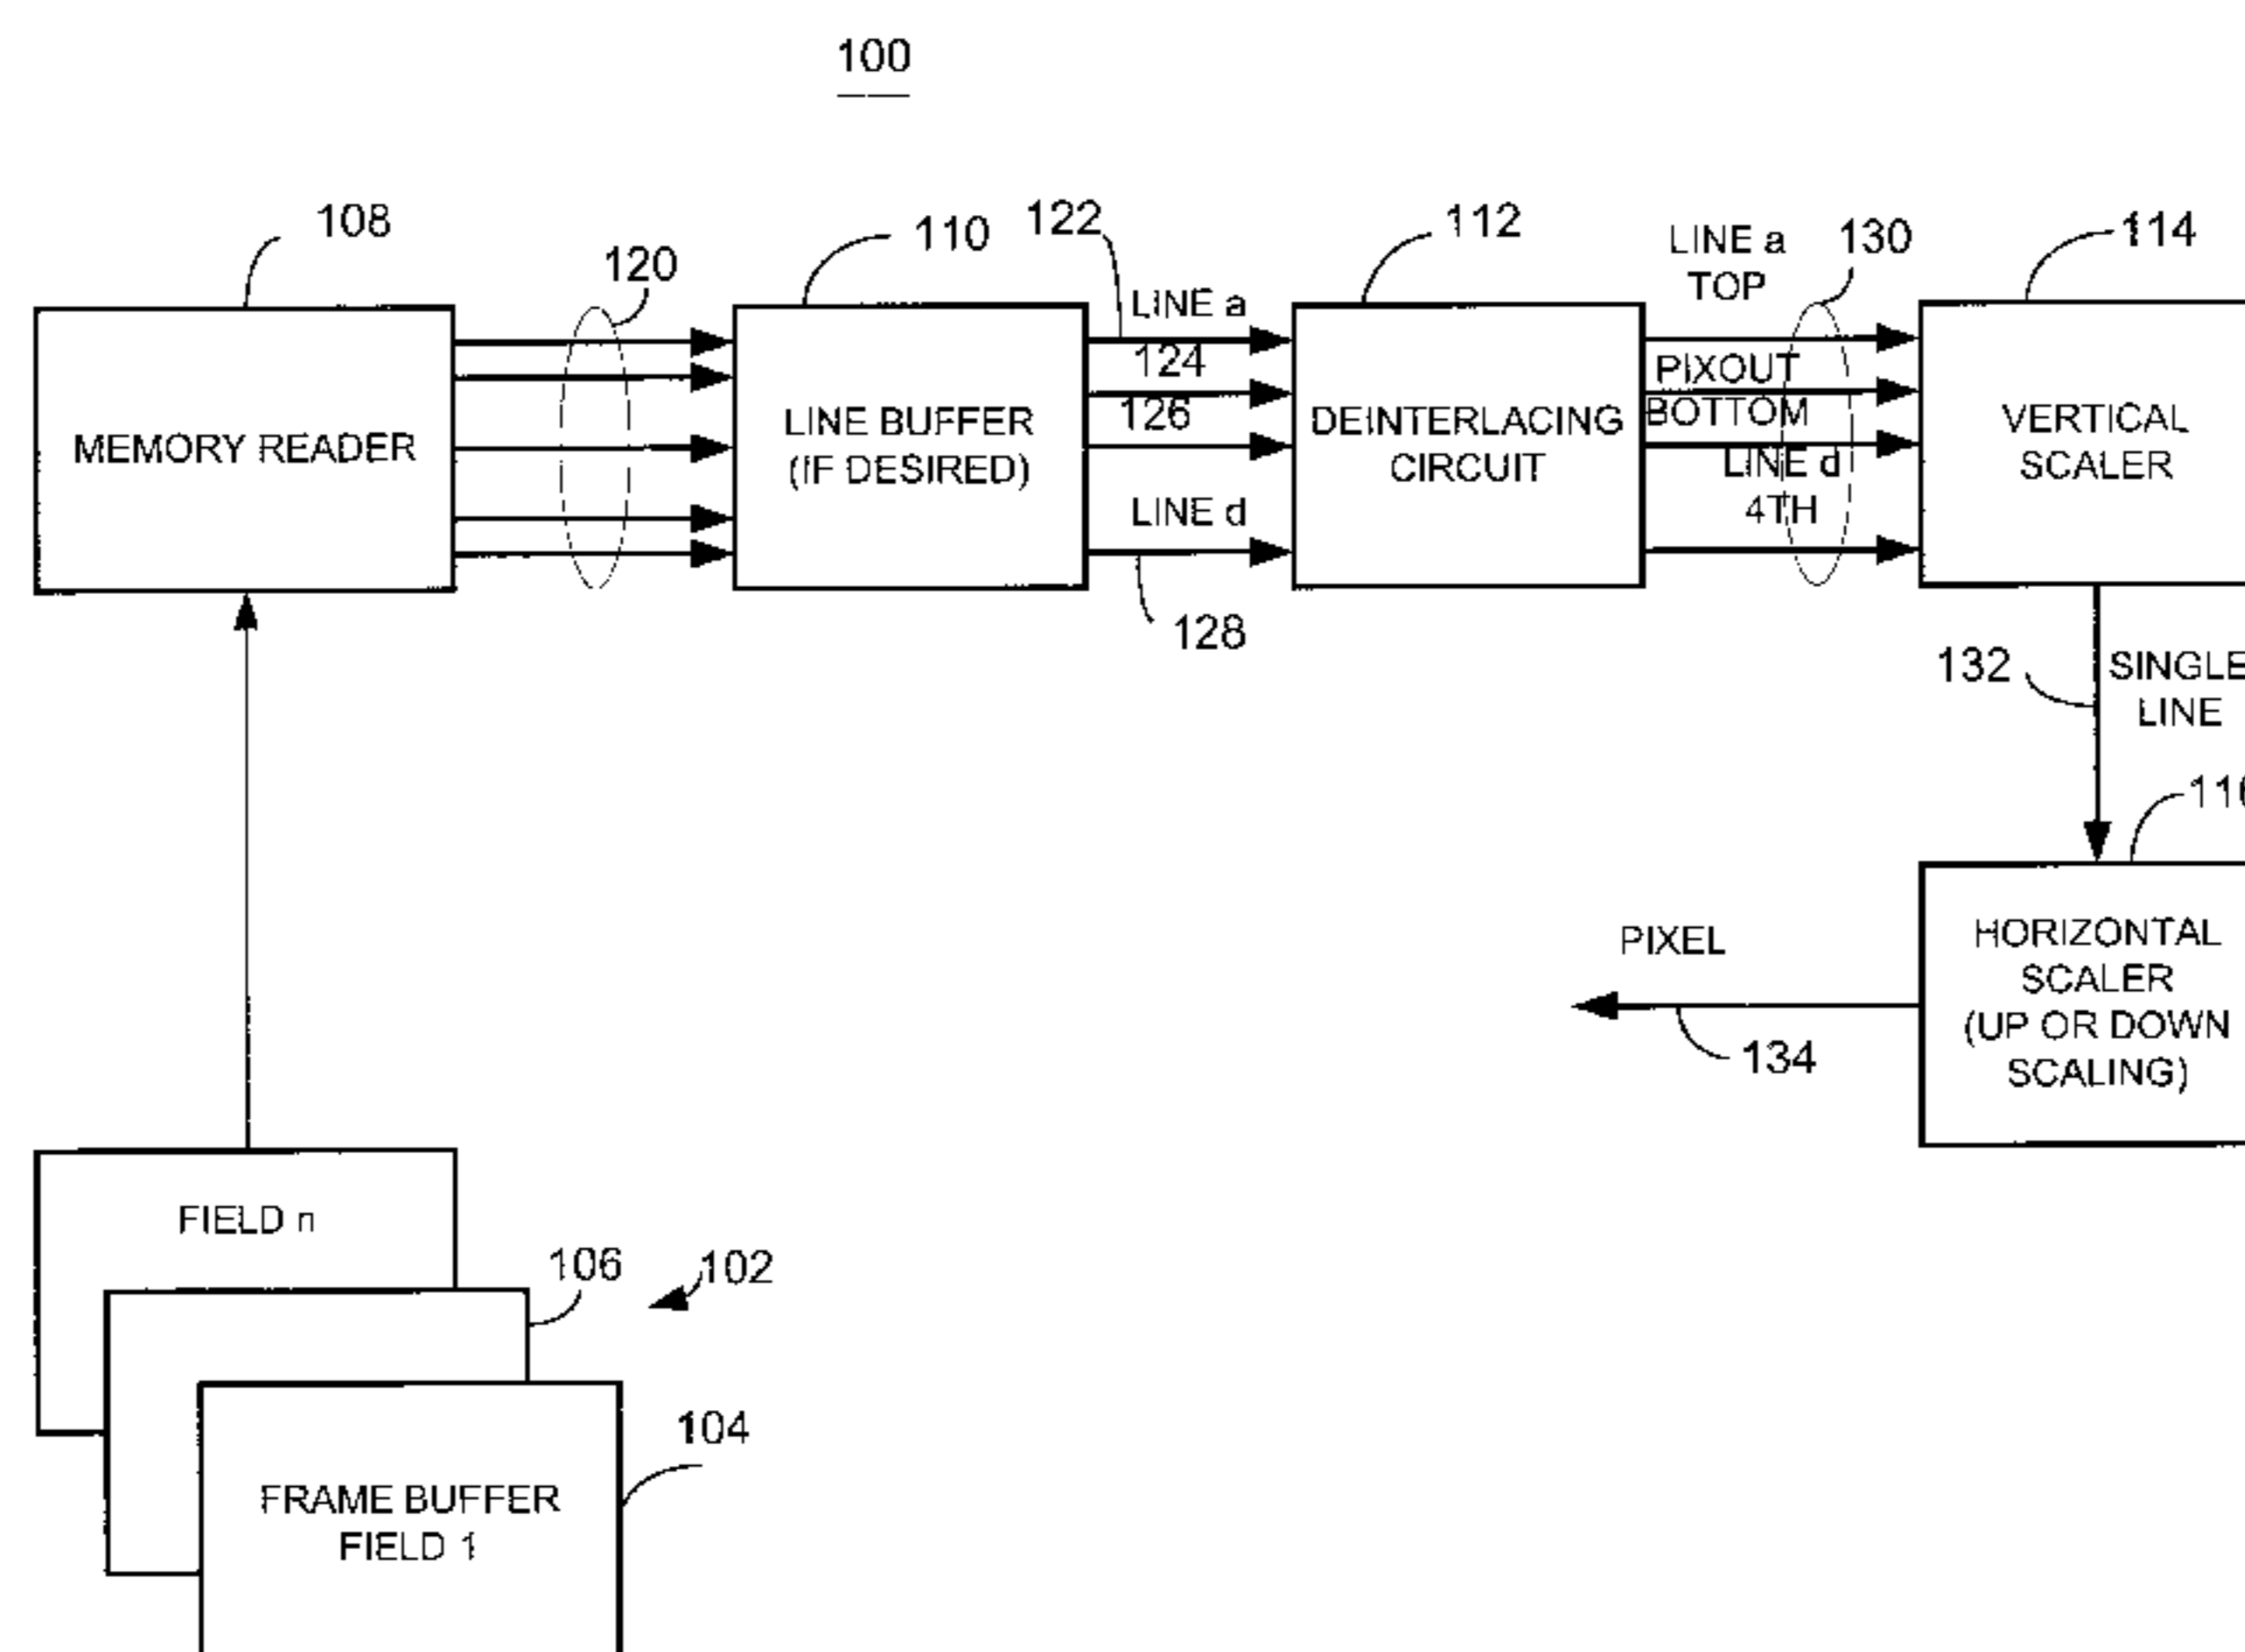 100
108
120
110
122
112
LINE a
TOP
130
114
MEMORY READER
LINE BUFFER
(IF DESIRED)
LINE a
124
126
LINE d
128
DEINTERLACING
CIRCUIT
PIXOUT
BOTTOM
LINE d
4TH
VERTICAL
SCALER
132
SINGLE
LINE
PIXEL
134
HORIZONTAL
SCALER
(UP OR DOWN
SCALING)
FIELD n
106
102
104
FRAME BUFFER
FIELD 1